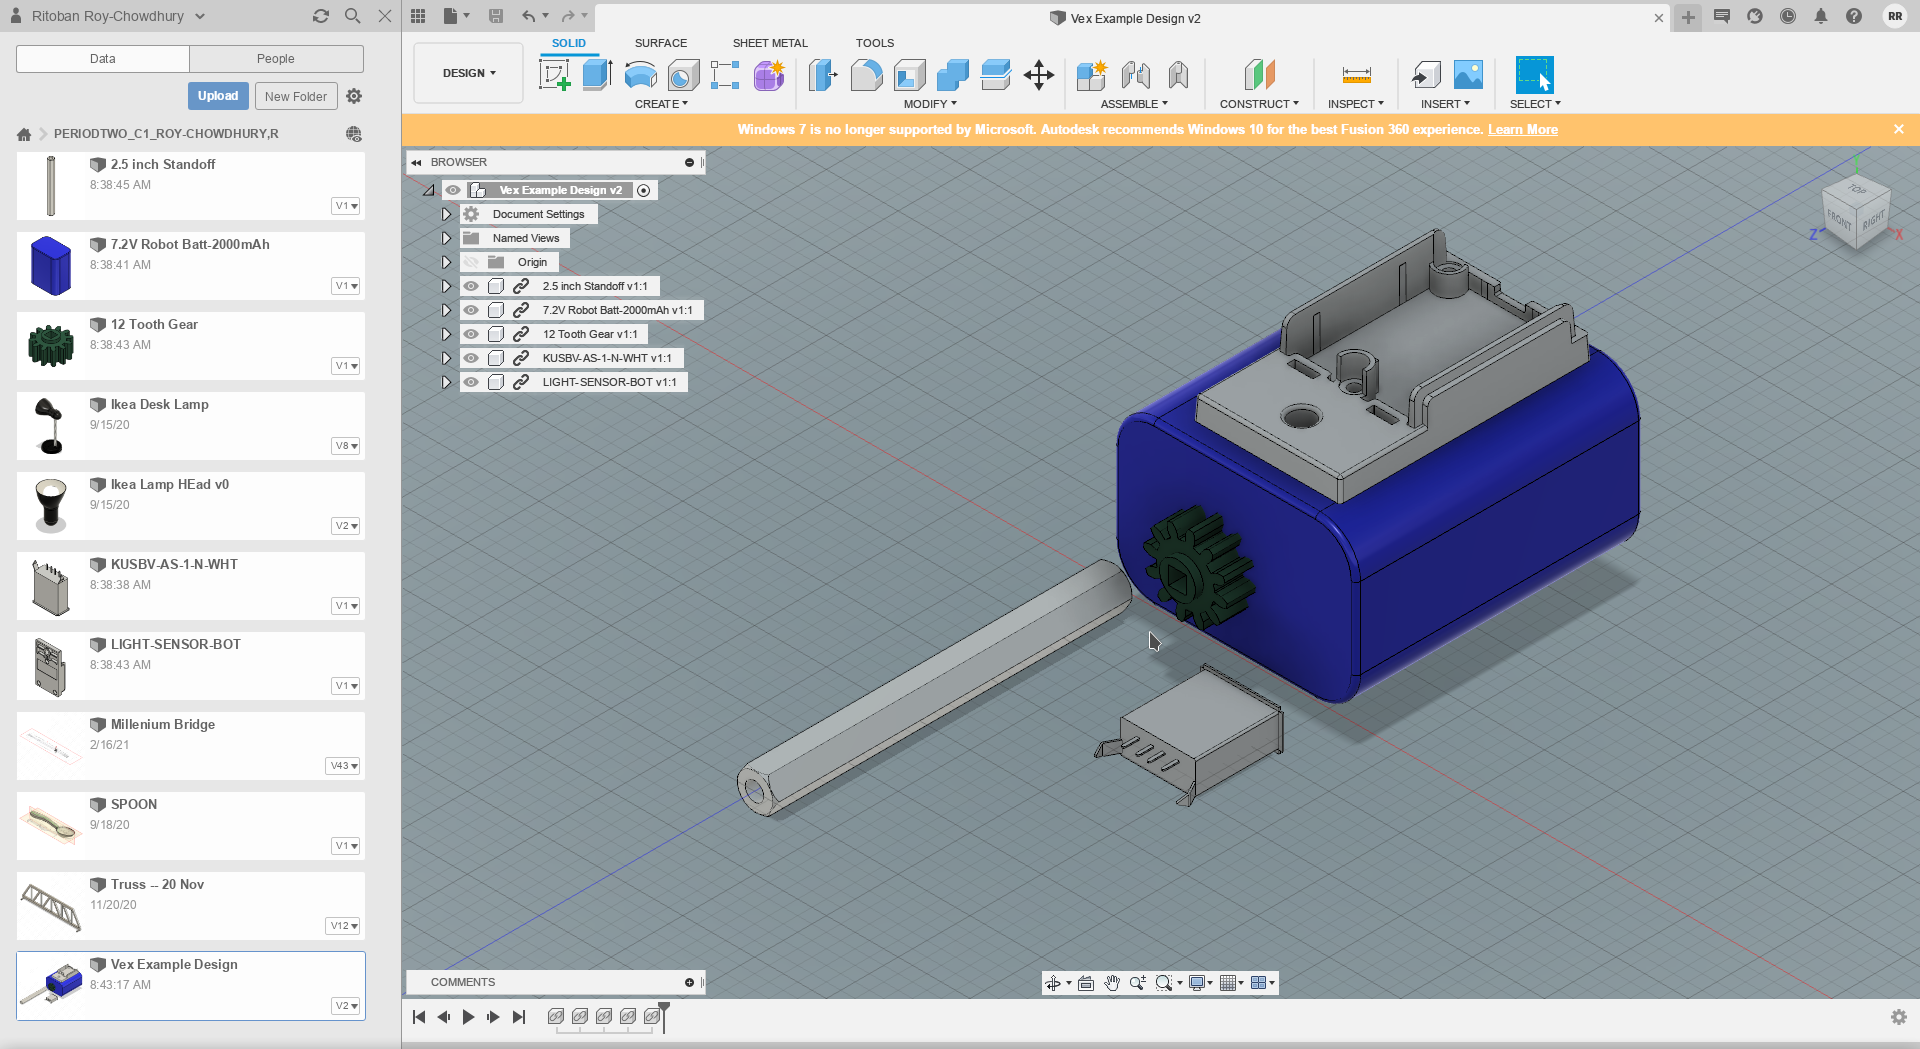 Ritoban Roy-Chowdhury
Data
People
Upload
New Folder
PERIODTWO_C1_ROY-CHOWDHURY,R
2.5 inch Standoff
8:38:45 AM
V1
7.2V Robot Batt-2000mAh
8:38:41 AM
V1
12 Tooth Gear
8:38:43 AM
V1
Ikea Desk Lamp
9/15/20
V8
Ikea Lamp HEad v0
9/15/20
V2
KUSBV-AS-1-N-WHT
8:38:38 AM
V1
LIGHT-SENSOR-BOT
8:38:43 AM
V1
Millenium Bridge
2/16/21
V43
SPOON
9/18/20
V1
Truss -- 20 Nov
11/20/20
V12
Vex Example Design
8:43:17 AM
V2
Vex Example Design v2
RR
DESIGN
SOLID
SURFACE
SHEET METAL
TOOLS
CREATE
MODIFY
ASSEMBLE
CONSTRUCT
INSPECT
INSERT
SELECT
Windows 7 is no longer supported by Microsoft. Autodesk recommends Windows 10 for the best Fusion 360 experience. Learn More
BROWSER
Vex Example Design v2
Document Settings
Named Views
Origin
2.5 inch Standoff v1:1
7.2V Robot Batt-2000mAh v1:1
12 Tooth Gear v1:1
KUSBV-AS-1-N-WHT v1:1
LIGHT-SENSOR-BOT v1:1
Y
TOP
FRONT
RIGHT
Z
X
COMMENTS